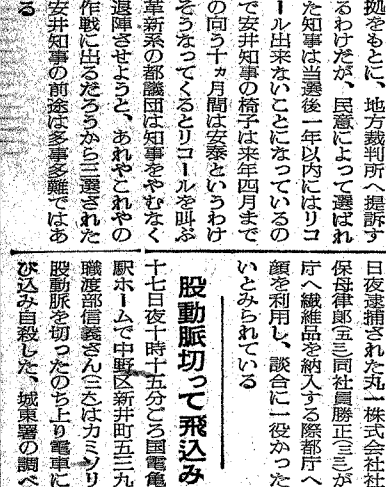 拠をもとに、地方裁判所へ提訴す
るわけだが、民意によって選ばれ
た知事は当選後一年以内にはリコ
ール出来ないことになっているの
で安井知事の椅子は来年四月まで
の向う十ヵ月間は安泰というわけ
そうなってくるとリコールを叫ぶ
革新系の都議団は知事をやむなく
退陣させようと、あれやこれやの
作戦に出るだろうから三選された
安井知事の前途は多事多難ではあ
る
日夜逮捕された丸一株式会社社
保母律郎(五三)同社員勝正(三三)が
庁へ繊維品を納入する際都庁へ
顔を利用し、談合に一役かった
いとみられている
股動脈切って飛込み
十七日夜十時十五分ごろ国電亀
駅ホームで中野区新井町五三九
職渡部信義さん(三六)はカミソリ
股動脈を切ったのち上り電車に
び込み自殺した、城東署の調べ